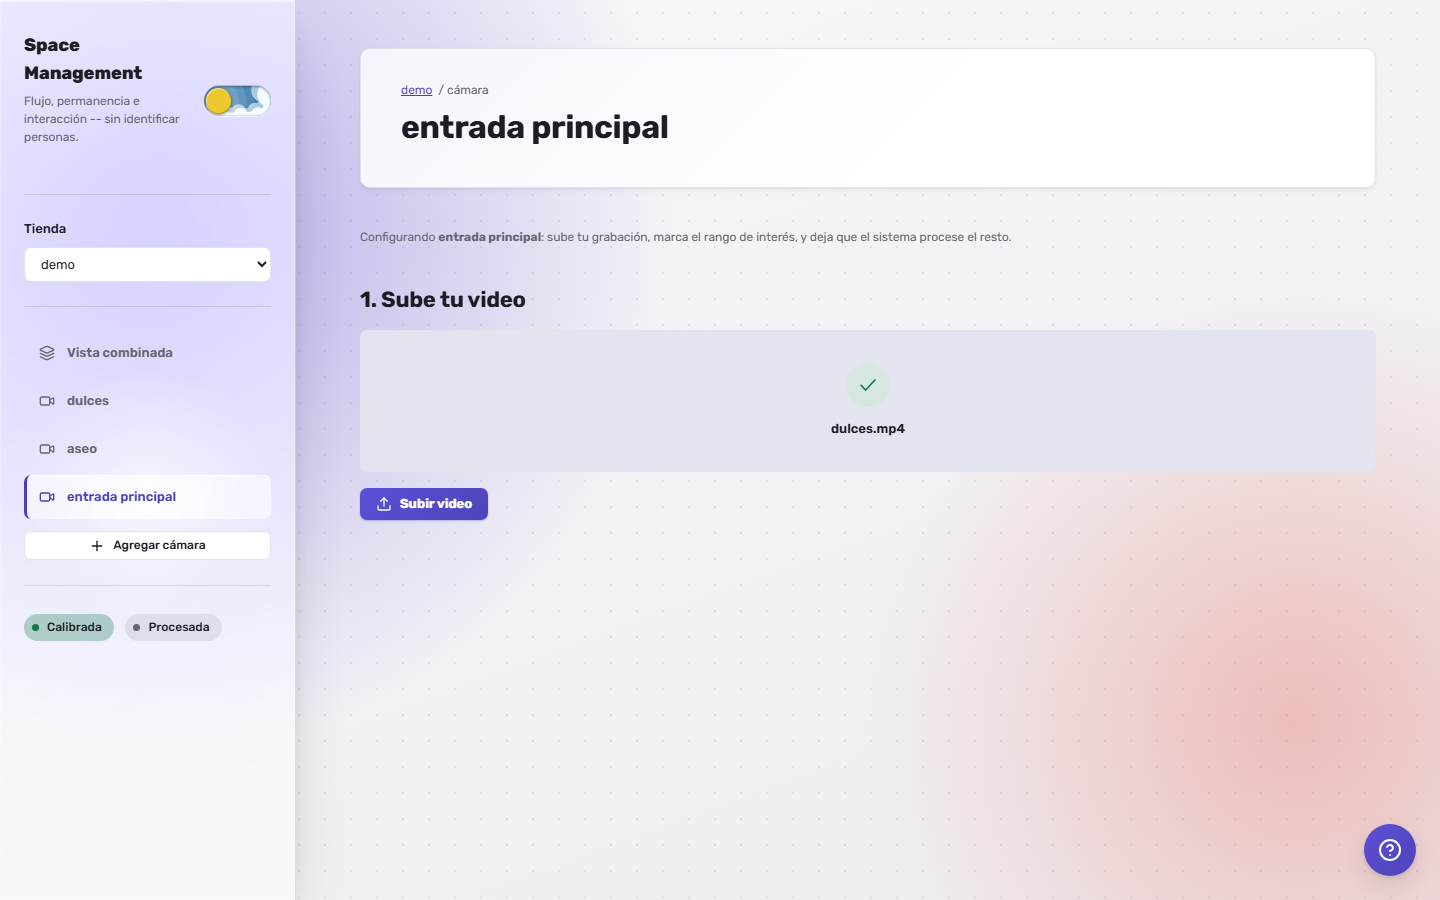 Space
Management
Flujo, permanencia e
interacción -- sin identificar
personas.
Tienda
demo
Vista combinada
dulces
aseo
entrada principal
Agregar cámara
Calibrada
Procesada
demo / cámara
entrada principal
Configurando entrada principal: sube tu grabación, marca el rango de interés, y deja que el sistema procese el resto.
1. Sube tu video
dulces.mp4
Subir video